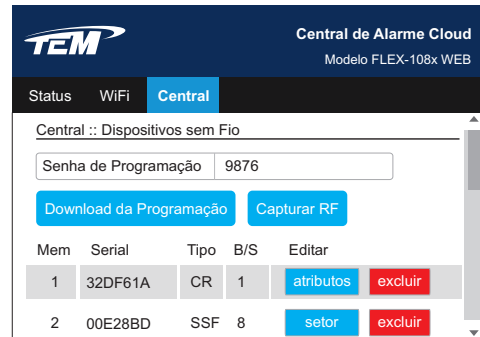 TEM
Central de Alarme Cloud
Modelo FLEX-108x WEB
Status WiFi Central
Central :: Dispositivos sem Fio
Senha de Programação 9876
Download da Programação Capturar RF
Mem Serial Tipo B/S Editar
1 32DF61A CR 1 atributos excluir
2 00E28BD SSF 8 setor excluir